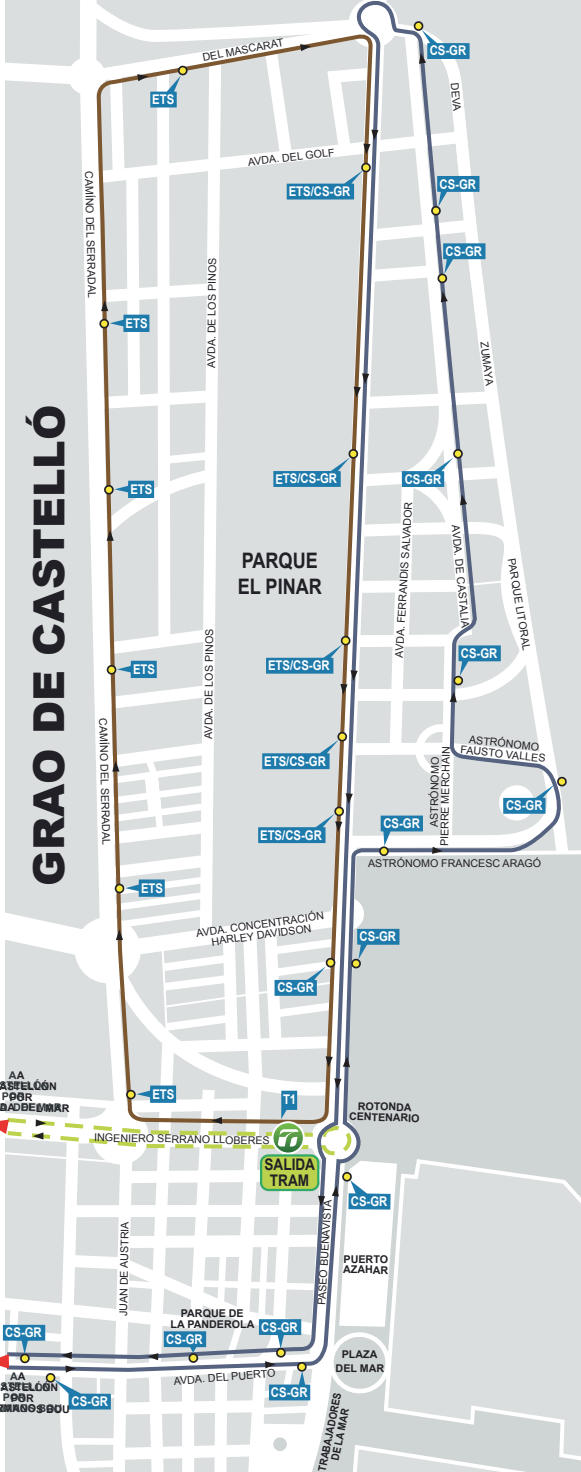 CS-GR
DEL MASCARAT
ETS
DEVA
AVDA. DEL GOLF
ETS/CS-GR
CS-GR
CAMÍNO DEL SERRADAL
CS-GR
AVDA. DE LOS PINOS
ETS
ZUMAYA
GRAO DE CASTELLÓ
ETS/CS-GR
CS-GR
ETS
AVDA. FERRANDIS SALVADOR
AVDA. DE CASTALIA
PARQUE
EL PINAR
PARQUE LITORAL
ETS/CS-GR
CS-GR
ETS
AVDA. DE LOS PINOS
CAMÍNO DEL SERRADAL
ETS/CS-GR
ASTRÓNOMO
FAUSTO VALLES
ASTRÓNOMO
PIERRE MERCHAIN
CS-GR
ETS/CS-GR
CS-GR
ASTRÓNOMO FRANCESC ARAGÓ
ETS
AVDA. CONCENTRACIÓN
HARLEY DAVIDSON
CS-GR
CS-GR
ETS
T1
ROTONDA
CENTENARIO
AA
POR
INGENIERO SERRANO LLOBERES
SALIDA
TRAM
CS-GR
PASEO BUENAVISTA
JUAN DE AUSTRIA
PUERTO
AZAHAR
PARQUE DE
LA PANDEROLA
CS-GR
CS-GR
CS-GR
PLAZA
DEL MAR
AVDA. DEL PUERTO
CS-GR
CS-GR
AA
POR
TRABAJADORES
DE LA MAR